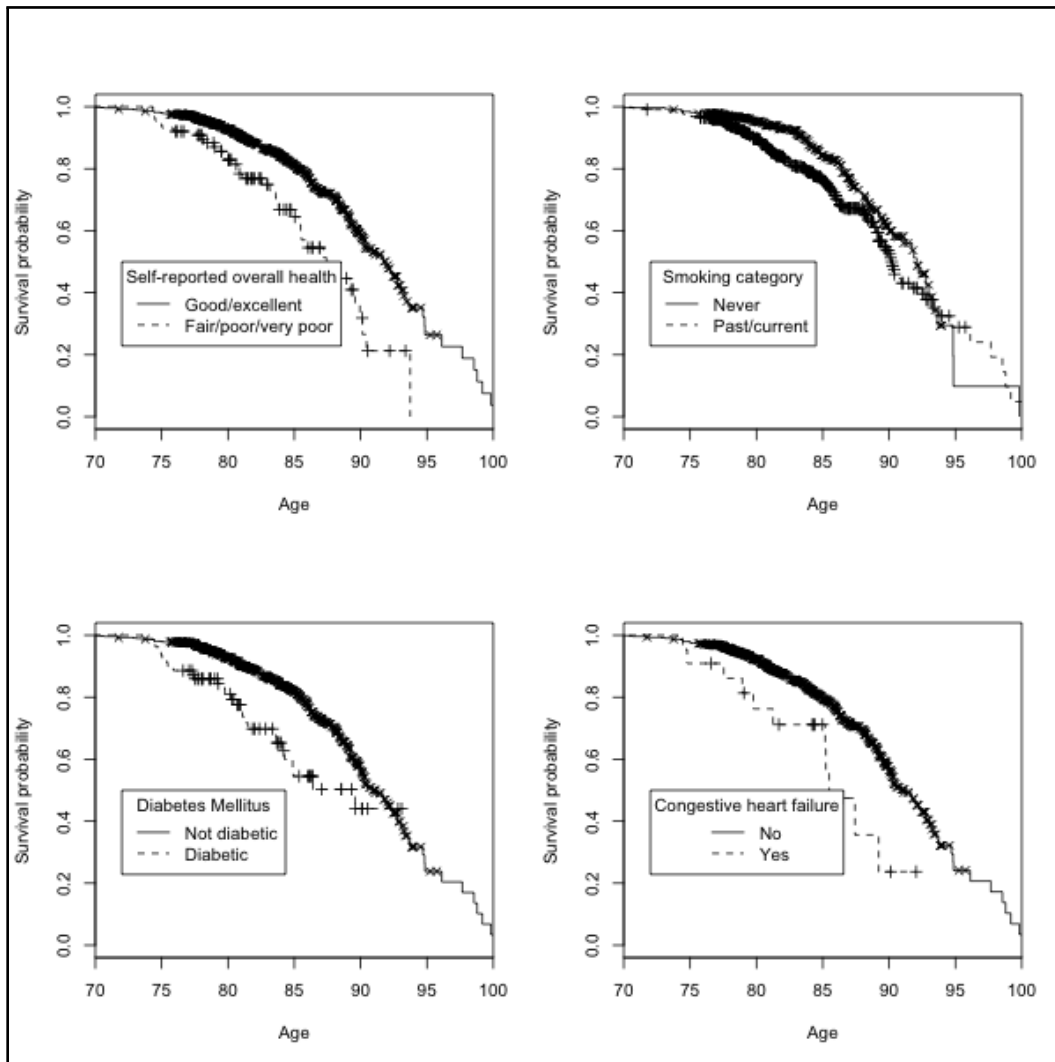 1.0
0.8
0.6
0.4
0.2
0.0
Survival probability
Self-reported overall health
Good/excellent
Fair/poor/very poor
70 75 80 85 90 95 100
Age
1.0
0.8
0.6
0.4
0.2
0.0
Survival probability
Smoking category
Never
Past/current
70 75 80 85 90 95 100
Age
1.0
0.8
0.6
0.4
0.2
0.0
Survival probability
Diabetes Mellitus
Not diabetic
Diabetic
70 75 80 85 90 95 100
Age
1.0
0.8
0.6
0.4
0.2
0.0
Survival probability
Congestive heart failure
No
Yes
70 75 80 85 90 95 100
Age